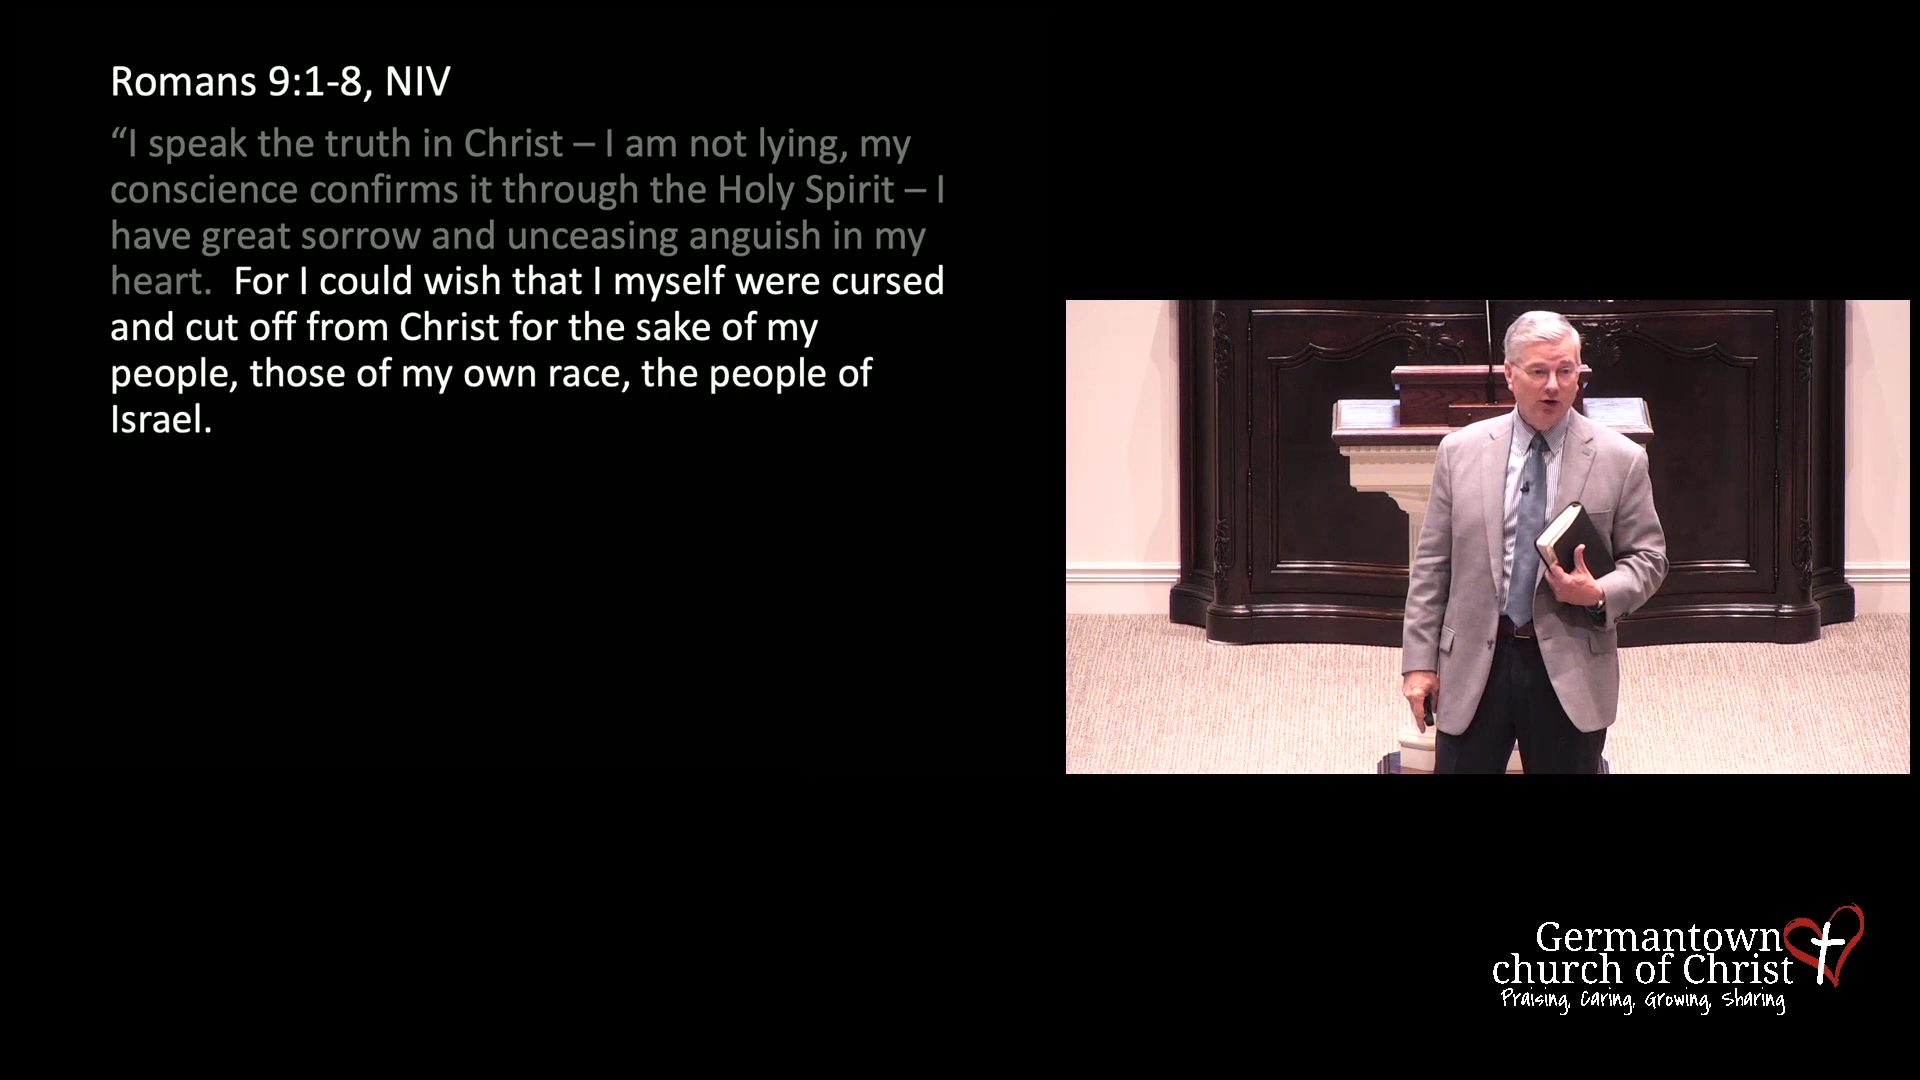 Romans 9:1-8, NIV
“I speak the truth in Christ – I am not lying, my
conscience confirms it through the Holy Spirit – I
have great sorrow and unceasing anguish in my
heart.  For I could wish that I myself were cursed
and cut off from Christ for the sake of my
people, those of my own race, the people of
Israel.
Germantown
church of Christ
Praising, Caring, Growing, Sharing